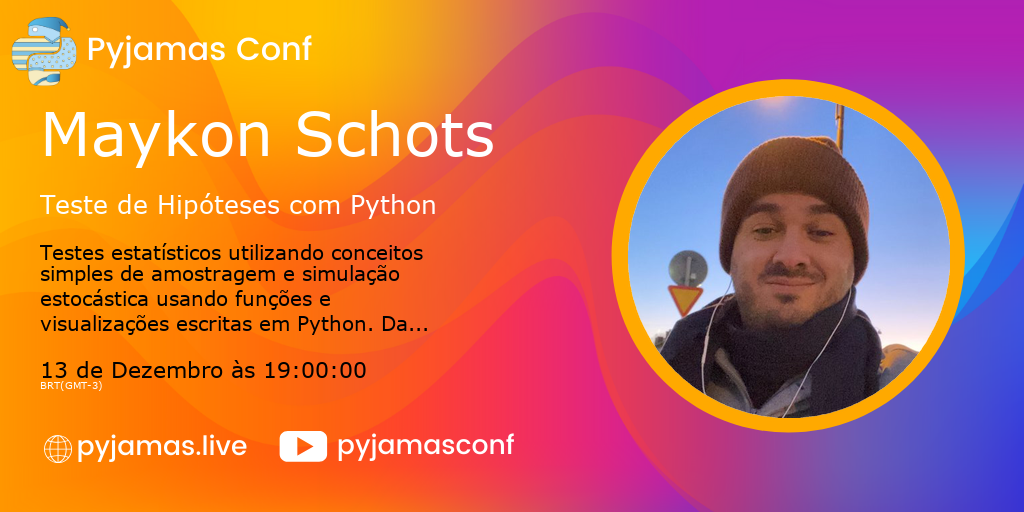 Pyjamas Conf
Maykon Schots
Teste de Hipóteses com Python
Testes estatísticos utilizando conceitos
simples de amostragem e simulação
estocástica usando funções e
visualizações escritas em Python. Da...
13 de Dezembro às 19:00:00
BRT(GMT-3)
pyjamas.live
pyjamasconf